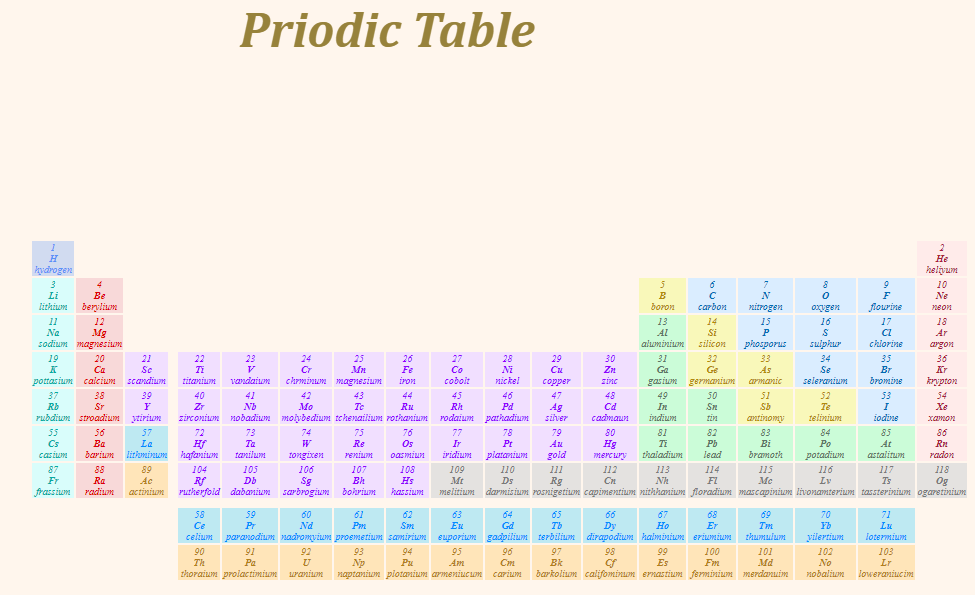 Priodic Table
1 2
H He
hydrogen heliyum
3 4 5 6 7 8 9 10
Li Be B C N O F Ne
lithium berylium boron carbon nitrogen oxygen flourine neon
11 12 13 14 15 16 17 18
Na Mg Al Si P S Cl Ar
sodium magnesium aluminium silicon phosporus sulphur chlorine argon
19 20 21 22 23 24 25 26 27 28 29 30 31 32 33 34 35 36
K Ca Sc Ti V Cr Mn Fe Co Ni Cu Zn Ga Ge As Se Br Kr
pottasium calcium scandium titanium vandaium chrminum magnesium iron cobolt nickel copper zinc gasium germanium armanic seleranium bromine krypton
37 38 39 40 41 42 43 44 45 46 47 48 49 50 51 52 53 54
Rb Sr Y Zr Nb Mo Tc Ru Rh Pd Ag Cd In Sn Sb Te I Xe
rubdium stroadium ytirium zirconium nobadium molybedium tchenailium rothanium rodaium pathadium silver cadmaun indium tin antinomy telinium iodine xamon
55 56 57 72 73 74 75 76 77 78 79 80 81 82 83 84 85 86
Cs Ba La Hf Ta W Re Os Ir Pt Au Hg Tl Pb Bi Po At Rn
casium barium lithminum hafanium tanilum tongixen renium oasmiun iridium platanium gold mercury thaladium lead bramoth potadium astalium radon
87 88 89 104 105 106 107 108 109 110 111 112 113 114 115 116 117 118
Fr Ra Ac Rf Db Sg Bh Hs Mt Ds Rg Cn Nh Fl Mc Lv Ts Og
frassium radium actinium rutherfold dabanium sarbrogium bohrium hassium melitium darmisium rosnigetium capimentium nithhanium floradium mascapinium livonamterium tassterinium ogaretinium
58 59 60 61 62 63 64 65 66 67 68 69 70 71
Ce Pr Nd Pm Sm Eu Gd Tb Dy Ho Er Tm Yb Lu
celium paranodium nadromyium proemetium samirium euporium gadpilium terbilium dirapodium halminium eriumium thumulum yilertium lotermium
90 91 92 93 94 95 96 97 98 99 100 101 102 103
Th Pa U Np Pu Am Cm Bk Cf Es Fm Md No Lr
thoraium prolactimium uranium naptanium plotanium armeniucum carium barkolium califominum ernastium ferminium merdanuim nobalium loweraniucim